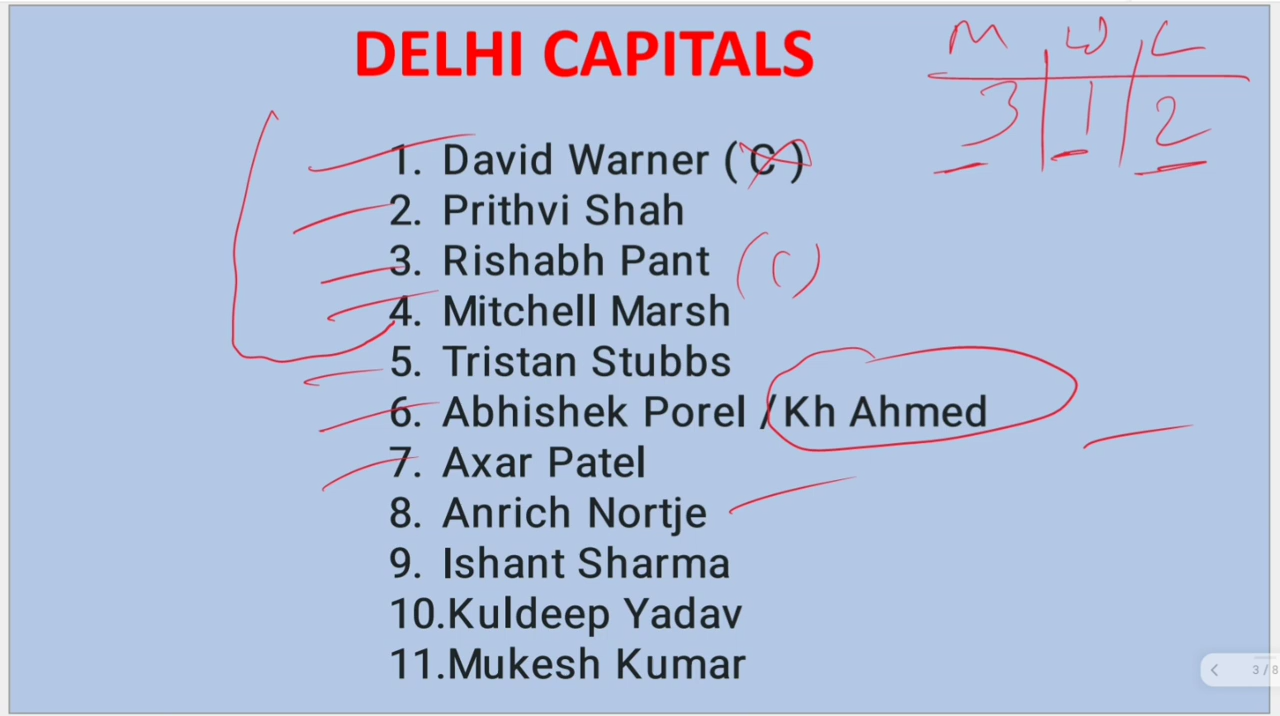 DELHI CAPITALS
M W L
3 1 2
1. David Warner (C)
2. Prithvi Shah
3. Rishabh Pant (C)
4. Mitchell Marsh
5. Tristan Stubbs
6. Abhishek Porel /Kh Ahmed
7. Axar Patel
8. Anrich Nortje
9. Ishant Sharma
10.Kuldeep Yadav
11.Mukesh Kumar
3/8